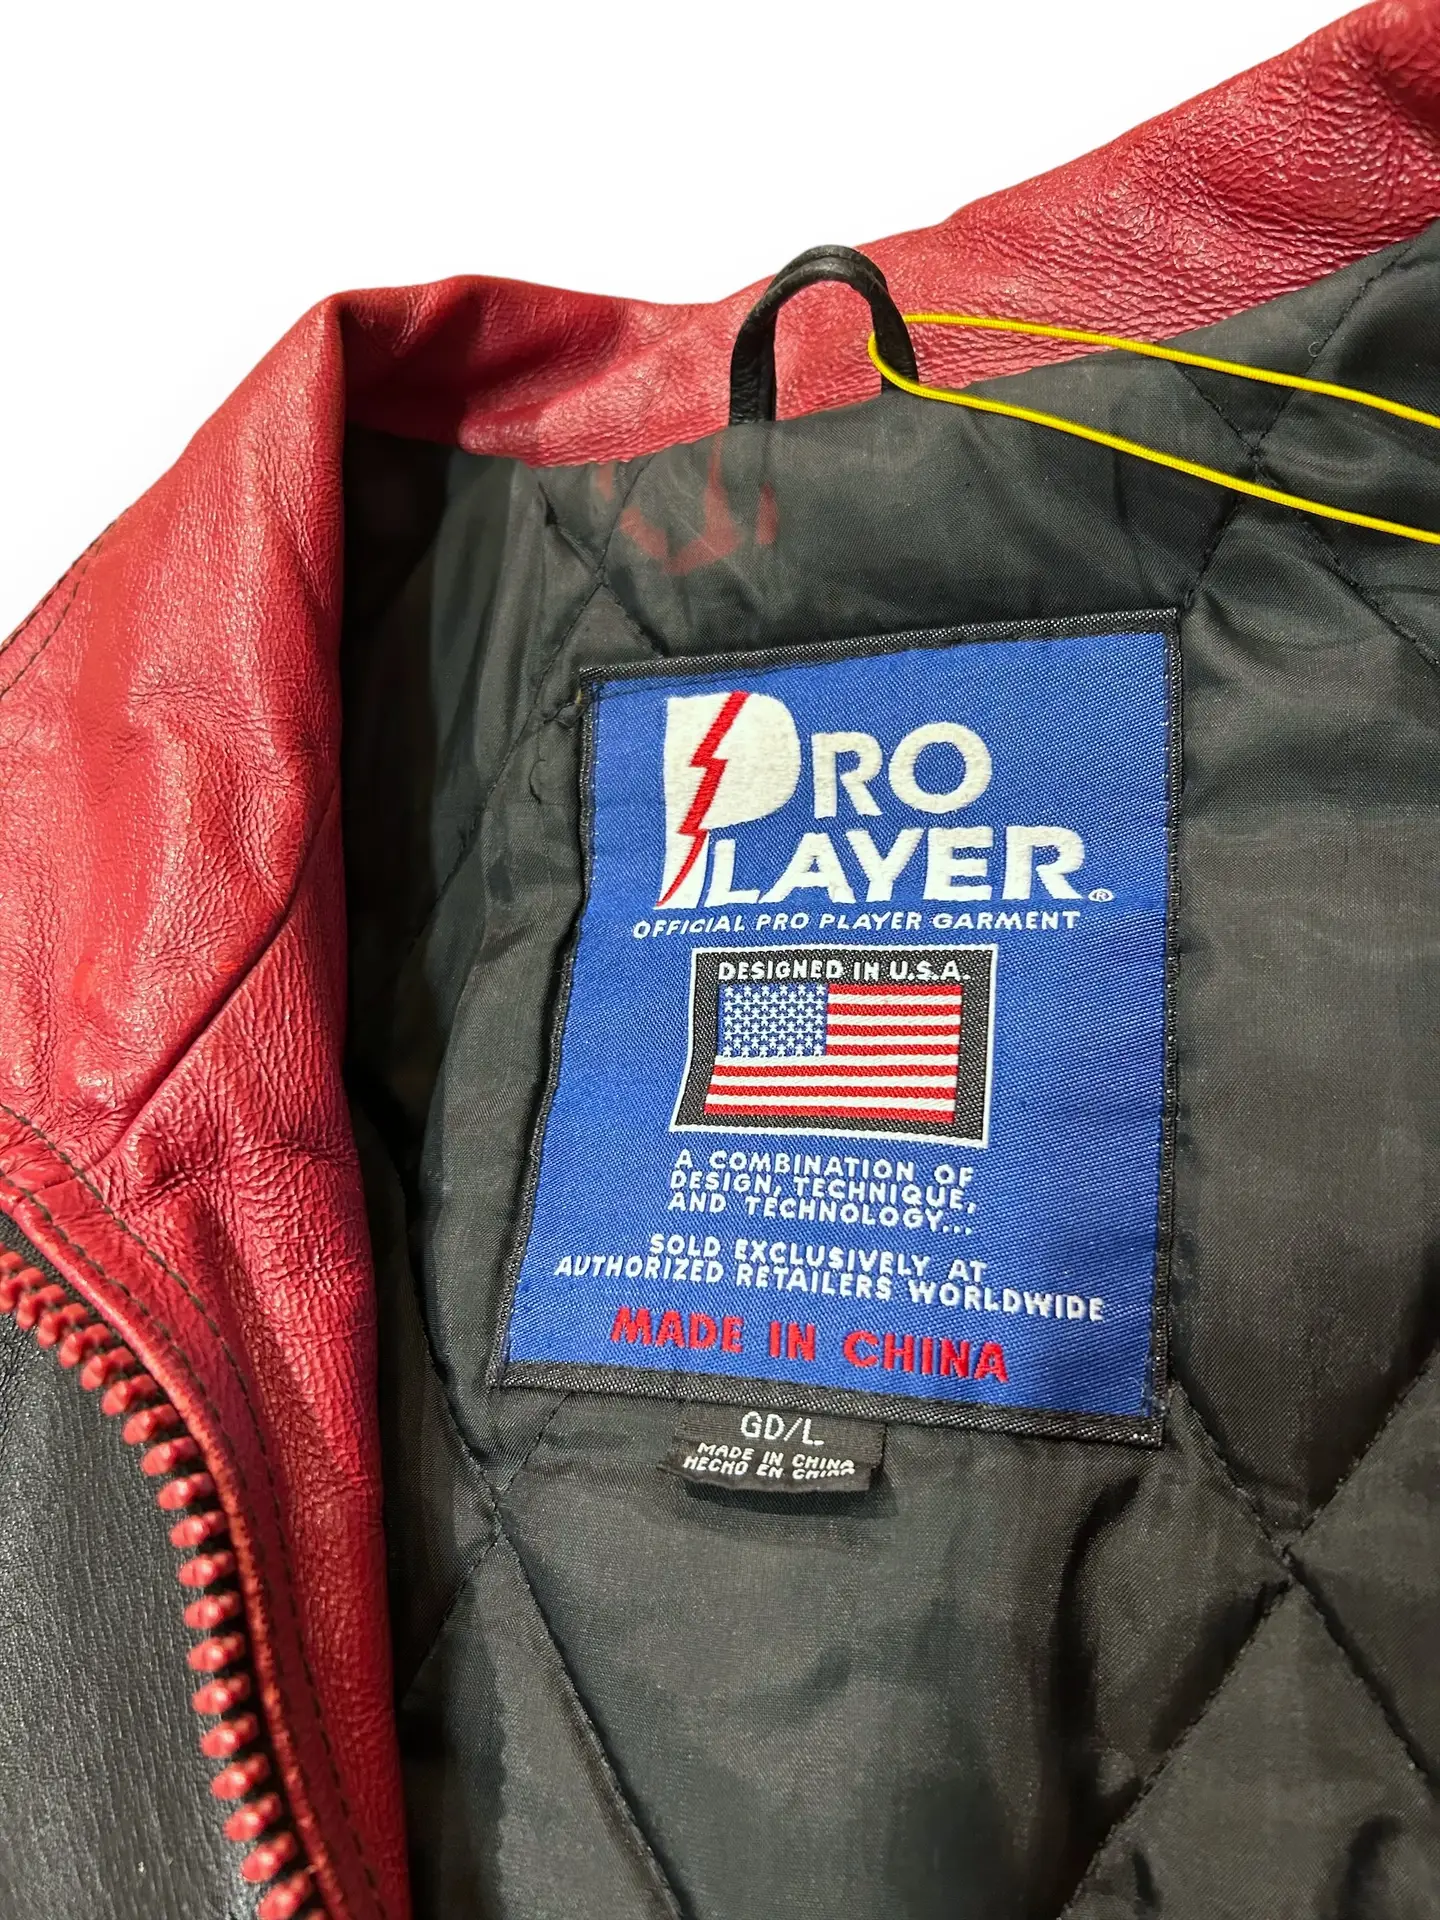 PRO
PLAYER®
OFFICIAL PRO PLAYER GARMENT
DESIGNED IN U.S.A.
A COMBINATION OF
DESIGN, TECHNIQUE,
AND TECHNOLOGY...
SOLD EXCLUSIVELY AT
AUTHORIZED RETAILERS WORLDWIDE
MADE IN CHINA
GD/L
MADE IN CHINA
HECHO EN CHINA